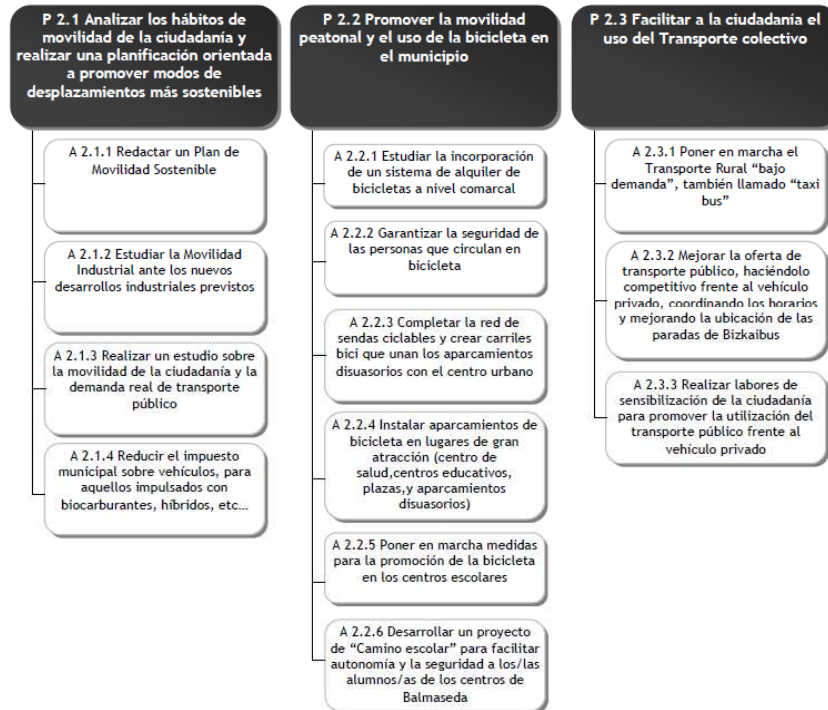 P 2.1 Analizar los hábitos de
movilidad de la ciudadanía y
realizar una planificación orientada
a promover modos de
desplazamientos más sostenibles
A 2.1.1 Redactar un Plan de
Movilidad Sostenible
A 2.1.2 Estudiar la Movilidad
Industrial ante los nuevos
desarrollos industriales previstos
A 2.1.3 Realizar un estudio sobre
la movilidad de la ciudadanía y la
demanda real de transporte
público
A 2.1.4 Reducir el impuesto
municipal sobre vehículos, para
aquellos impulsados con
biocarburantes, híbridos, etc…
P 2.2 Promover la movilidad
peatonal y el uso de la bicicleta en
el municipio
A 2.2.1 Estudiar la incorporación
de un sistema de alquiler de
bicicletas a nivel comarcal
A 2.2.2 Garantizar la seguridad de
las personas que circulan en
bicicleta
A 2.2.3 Completar la red de
sendas ciclables y crear carriles
bici que unan los aparcamientos
disuasorios con el centro urbano
A 2.2.4 Instalar aparcamientos de
bicicleta en lugares de gran
atracción (centro de
salud,centros educativos,
plazas,y aparcamientos
disuasorios)
A 2.2.5 Poner en marcha medidas
para la promoción de la bicicleta
en los centros escolares
A 2.2.6 Desarrollar un proyecto
de “Camino escolar” para facilitar
autonomía y la seguridad a los/las
alumnos/as de los centros de
Balmaseda
P 2.3 Facilitar a la ciudadanía el
uso del Transporte colectivo
A 2.3.1 Poner en marcha el
Transporte Rural “bajo
demanda”, también llamado “taxi
bus”
A 2.3.2 Mejorar la oferta de
transporte público, haciéndolo
competitivo frente al vehículo
privado, coordinando los horarios
y mejorando la ubicación de las
paradas de Bizkaibus
A 2.3.3 Realizar labores de
sensibilización de la ciudadanía
para promover la utilización del
transporte público frente al
vehículo privado